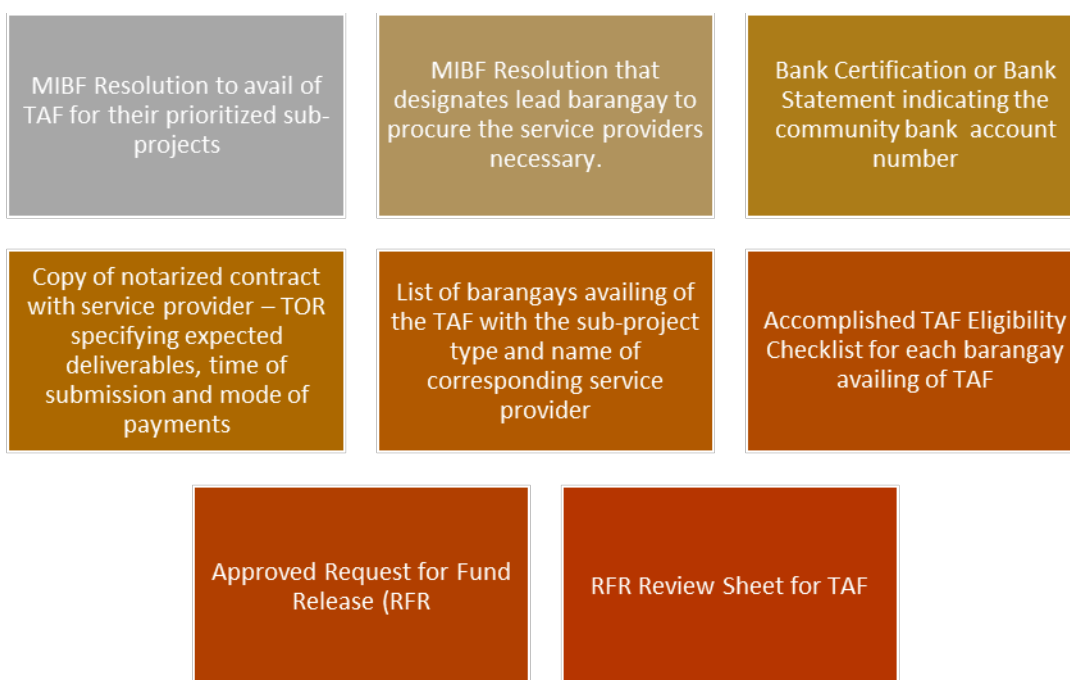 MIBF Resolution to avail of
TAF for their prioritized sub-
projects
MIBF Resolution that
designates lead barangay to
procure the service providers
necessary.
Bank Certification or Bank
Statement indicating the
community bank account
number
Copy of notarized contract
with service provider – TOR
specifying expected
deliverables, time of
submission and mode of
payments
List of barangays availing of
the TAF with the sub-project
type and name of
corresponding service
provider
Accomplished TAF Eligibility
Checklist for each barangay
availing of TAF
Approved Request for Fund
Release (RFR
RFR Review Sheet for TAF